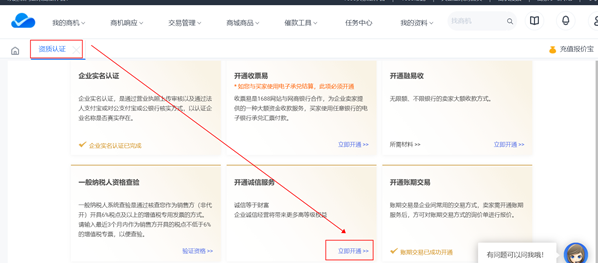 我的商机 商机响应 交易管理 商城商品 催款工具 任务中心 我的资料 找商机
资质认证 充值报价宝
企业实名认证
企业实名认证，是通过营业执照上传审核以及通过法人支付宝或对公支付宝或公银行核实方式，以认证企业名称是否真实存在。
企业实名认证已完成
开通收票易
* 如您与买家使用电子承兑结算，此项必须开通
收票易是1688网站与网商银行合作，为企业卖家提供的一种大额资金收款服务，买家使用任意银行的电子银行承兑汇票付款。
立即开通 >>
开通融易收
无限额、不限银行的卖家大额收款方式。
所需材料 >> 立即开通 >>
一般纳税人资格查验
一般纳税人系统查验是通过核查您作为销售方（非代开）开具6%税点及以上的增值税专用发票的方式。请输入最近3个月内作为销售方开具的税点不低于6%的增值税专票，以便查验。
验证资格 >>
开通诚信服务
诚信等于财富
企业诚信经营将带来更多高等级权益
立即开通 >>
开通账期交易
账期交易是企业间常用的交易方式，卖家需开通账期服务后，方可对账期交易方式的询价单进行报价。
账期交易已成功开通
有问题可以问我哦！